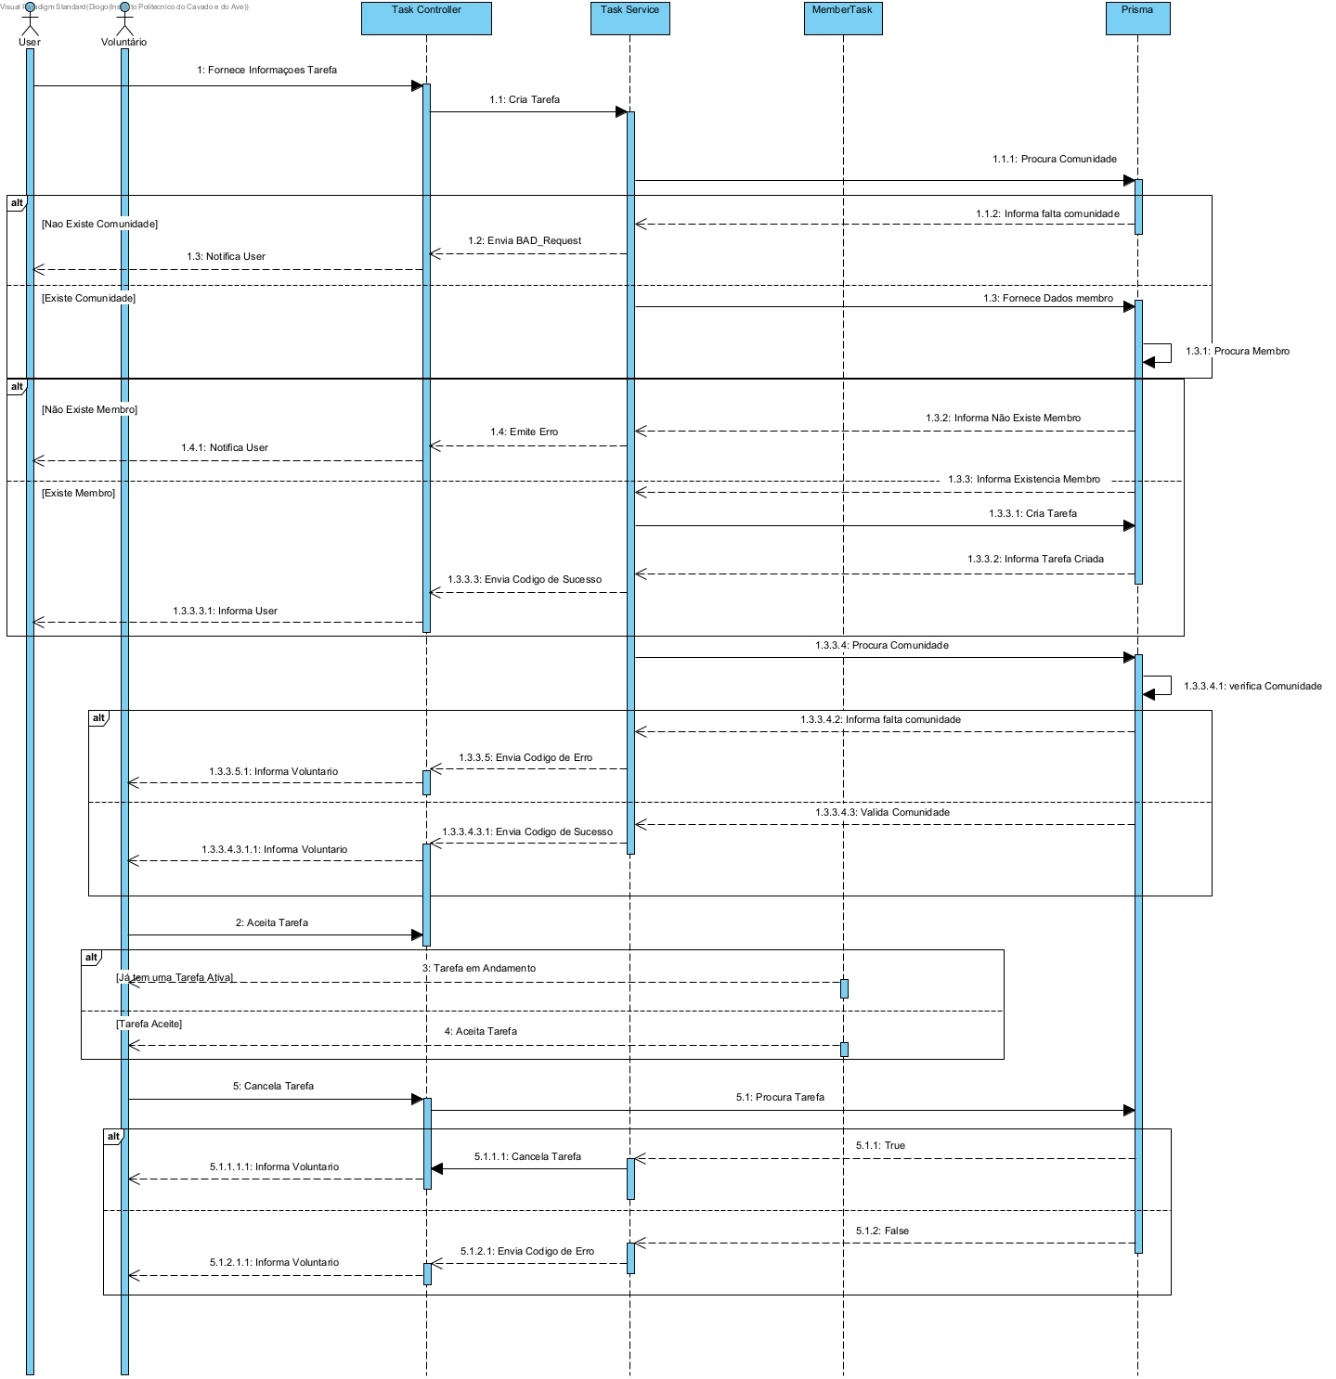 Visual Paradigm Standard(Diogo(Instituto Politecnico do Cavado e do Ave))
User
Voluntário
Task Controller
Task Service
MemberTask
Prisma
1: Fornece Informaçoes Tarefa
1.1: Cria Tarefa
1.1.1: Procura Comunidade
alt
[Nao Existe Comunidade]
1.1.2: Informa falta comunidade
1.2: Envia BAD_Request
1.3: Notifica User
[Existe Comunidade]
1.3: Fornece Dados membro
1.3.1: Procura Membro
alt
[Não Existe Membro]
1.3.2: Informa Não Existe Membro
1.4: Emite Erro
1.4.1: Notifica User
[Existe Membro]
1.3.3: Informa Existencia Membro
1.3.3.1: Cria Tarefa
1.3.3.2: Informa Tarefa Criada
1.3.3.3: Envia Codigo de Sucesso
1.3.3.3.1: Informa User
1.3.3.4: Procura Comunidade
1.3.3.4.1: verifica Comunidade
alt
1.3.3.4.2: Informa falta comunidade
1.3.3.5: Envia Codigo de Erro
1.3.3.5.1: Informa Voluntario
1.3.3.4.3: Valida Comunidade
1.3.3.4.3.1: Envia Codigo de Sucesso
1.3.3.4.3.1.1: Informa Voluntario
2: Aceita Tarefa
alt
[Já tem uma Tarefa Ativa]
3: Tarefa em Andamento
[Tarefa Aceite]
4: Aceita Tarefa
5: Cancela Tarefa
5.1: Procura Tarefa
alt
5.1.1: True
5.1.1.1: Cancela Tarefa
5.1.1.1.1: Informa Voluntario
5.1.2: False
5.1.2.1: Envia Codigo de Erro
5.1.2.1.1: Informa Voluntario